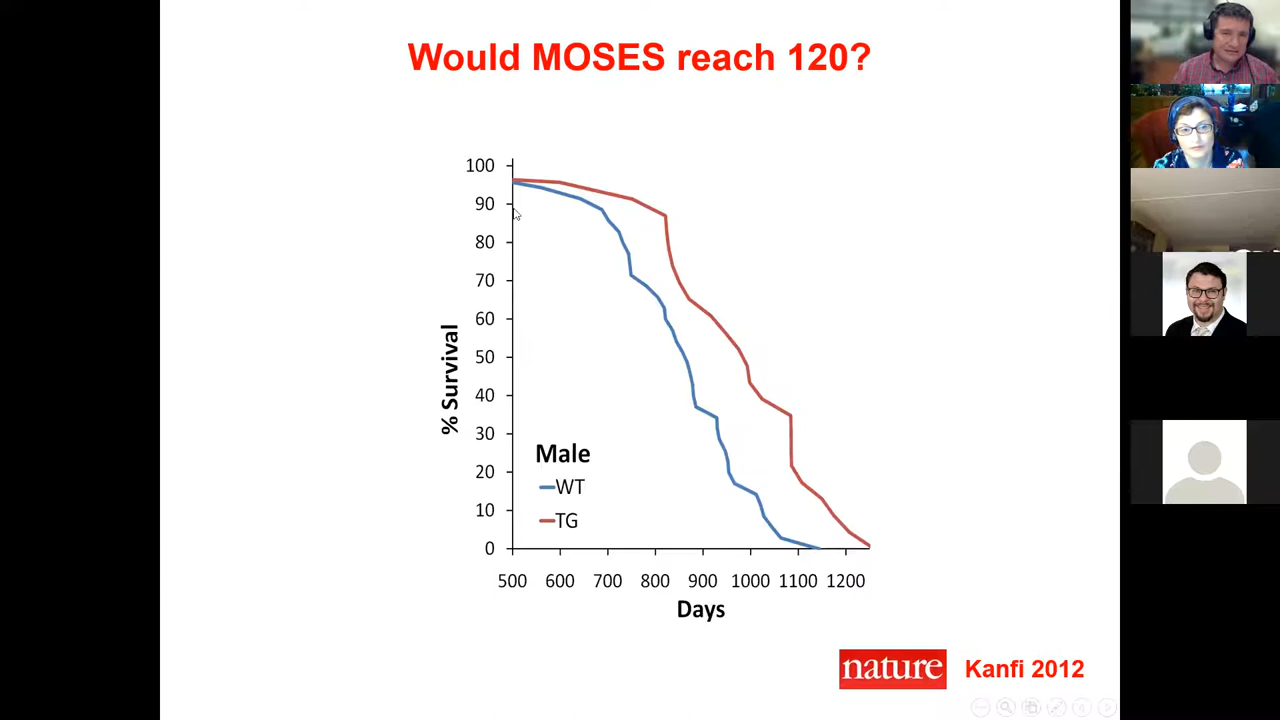 Would MOSES reach 120?
100
90
80
70
60
50
40
30
20
10
0
% Survival
Male
WT
TG
500 600 700 800 900 1000 1100 1200
Days
nature Kanfi 2012